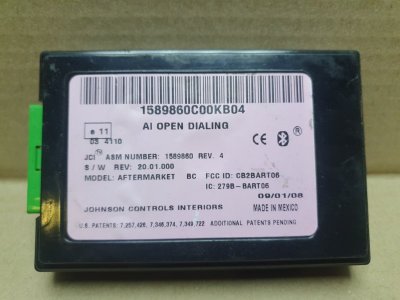 1589860C00KB04
AI OPEN DIALING
e 11
03 4110
CE
JCI™ ASM NUMBER: 1589860 REV. 4
S/W REV: 20.01.000
MODEL: AFTERMARKET BC FCC ID: CB2BART06
IC: 279B-BART06
09/01/08
JOHNSON CONTROLS INTERIORS MADE IN MEXICO
U.S. PATENTS: 7,257,426, 7,346,374, 7,349,722 ADDITIONAL PATENTS PENDING